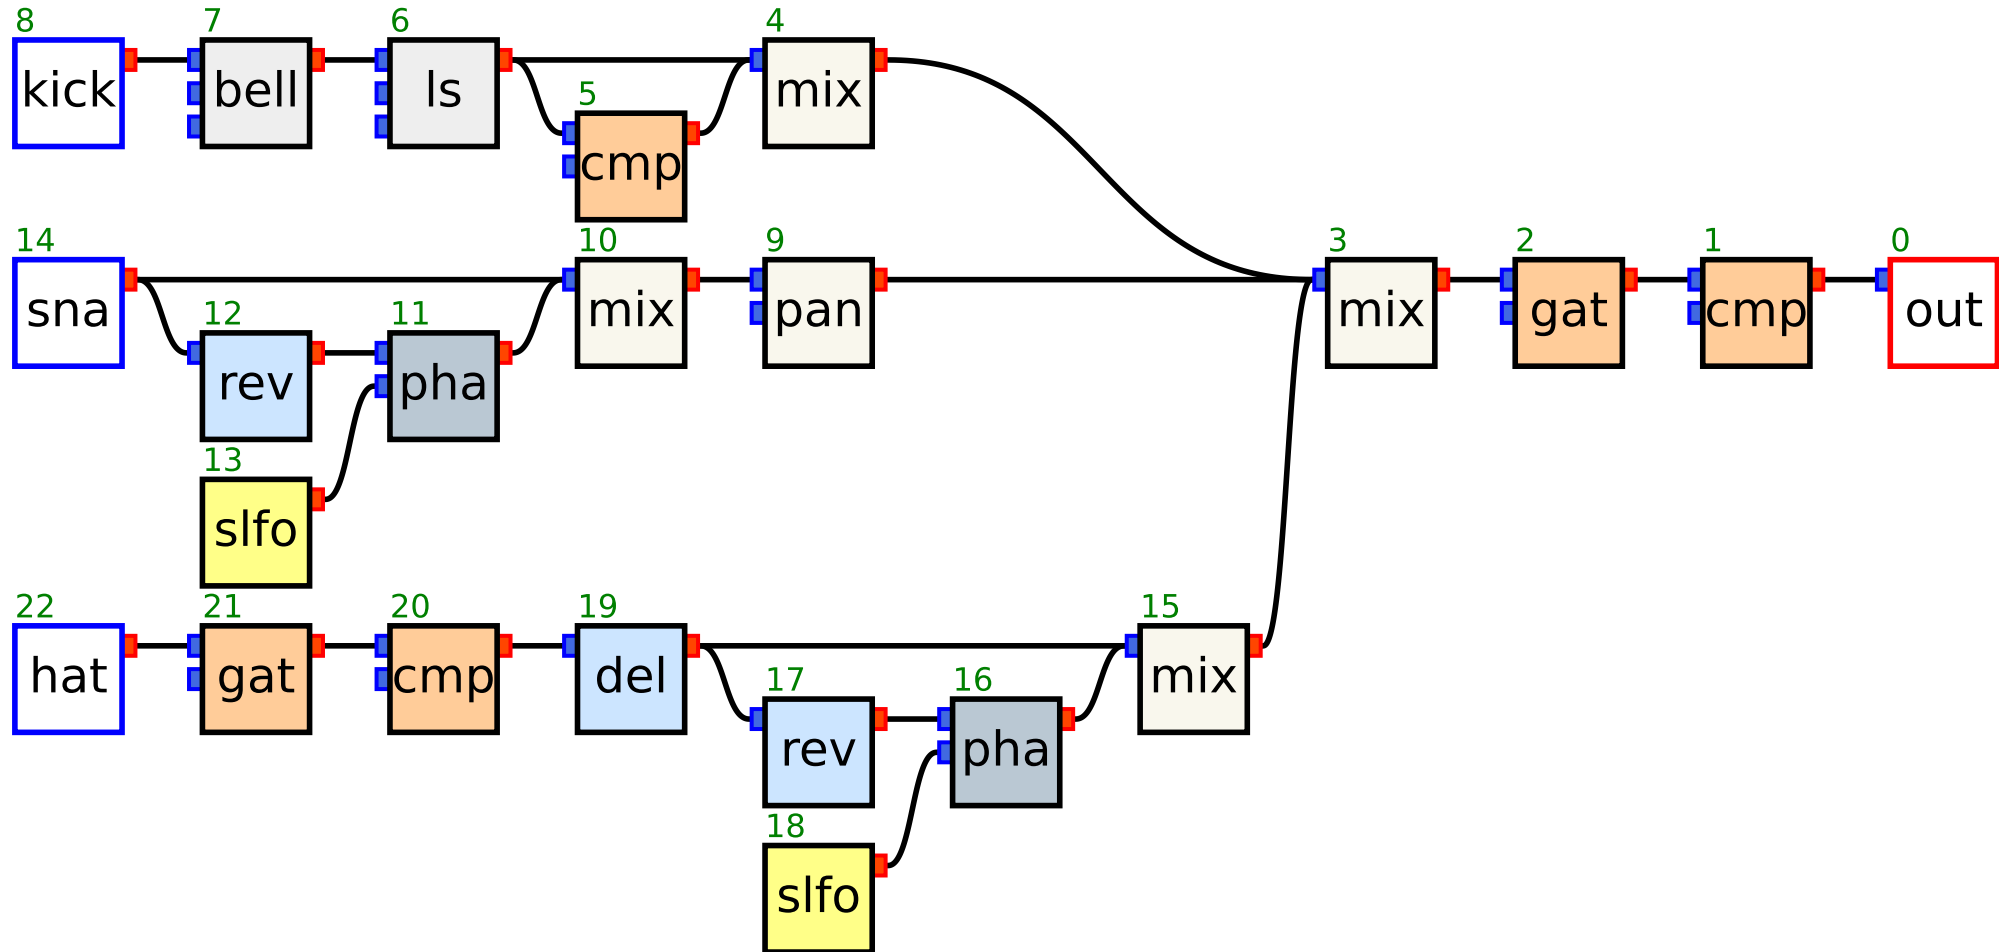 8 7 6 4
kick bell ls mix
5
cmp
14 10 9 3 2 1 0
sna mix pan mix gat cmp out
12 11
rev pha
13
slfo
22 21 20 19 15
hat gat cmp del mix
17 16
rev pha
18
slfo